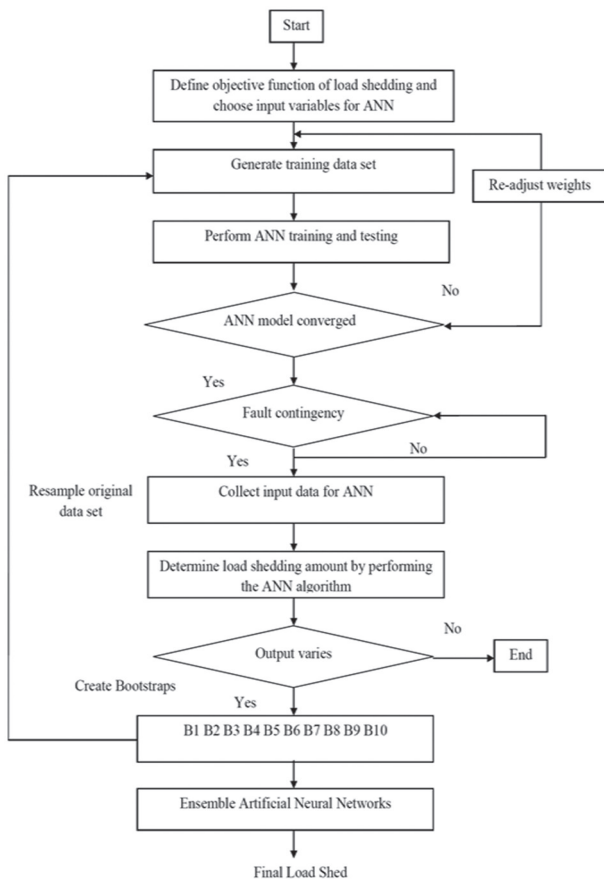 Start
Define objective function of load shedding and
choose input variables for ANN
Generate training data set
Re-adjust weights
Perform ANN training and testing
No
ANN model converged
Yes
Fault contingency
No
Yes
Resample original
data set
Collect input data for ANN
Determine load shedding amount by performing
the ANN algorithm
No
Output varies
End
Create Bootstraps
Yes
B1 B2 B3 B4 B5 B6 B7 B8 B9 B10
Ensemble Artificial Neural Networks
Final Load Shed